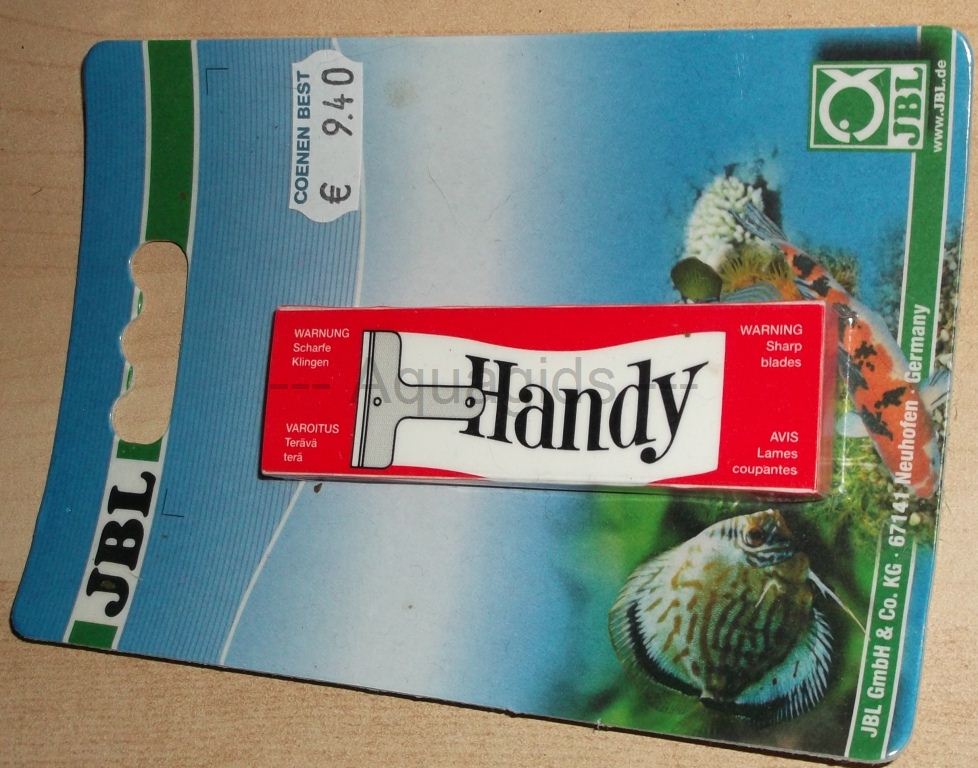 COENEN BEST
€ 9.40
JBL
JBL
www.JBL.de
WARNUNG
Scharfe
Klingen
VAROITUS
Terävä
terä
Handy
WARNING
Sharp
blades
AVIS
Lames
coupantes
--- Aquagids ---
JBL GmbH & Co. KG · 67141 Neuhofen · Germany